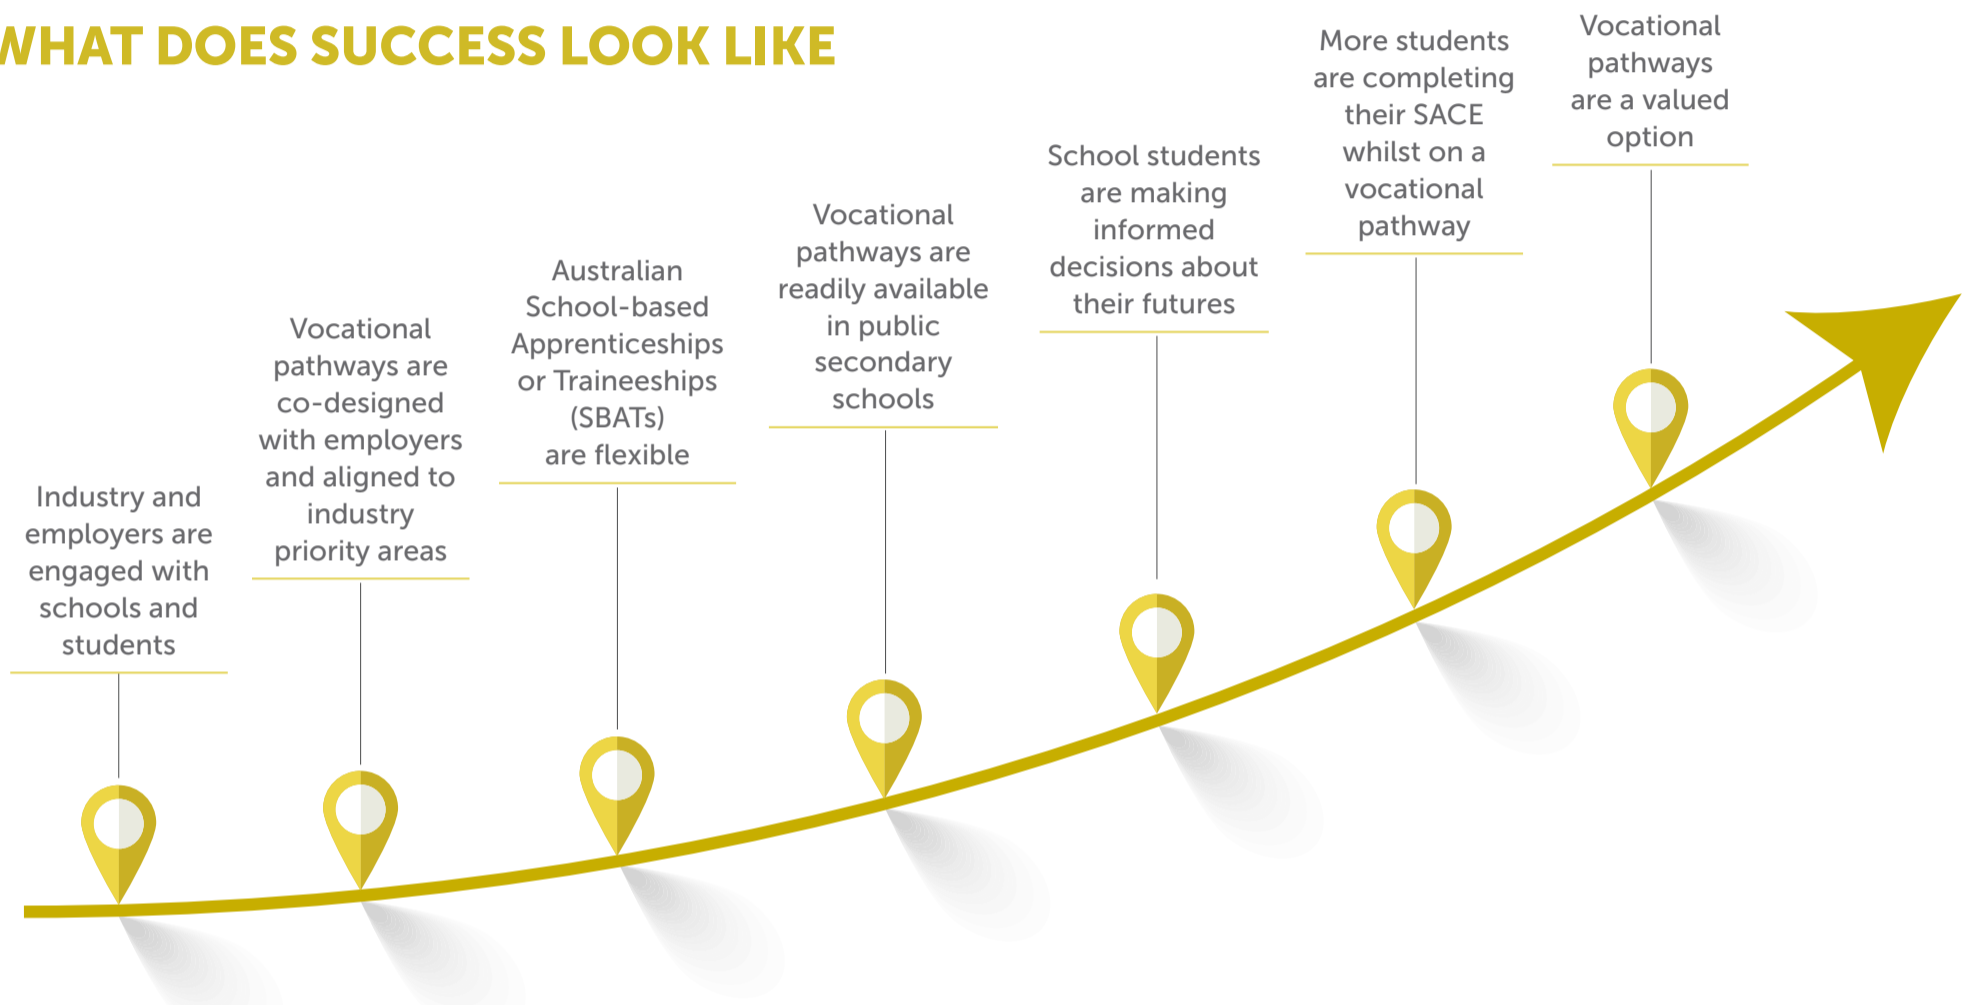 WHAT DOES SUCCESS LOOK LIKE
Industry and
employers are
engaged with
schools and
students
Vocational
pathways are
co-designed
with employers
and aligned to
industry
priority areas
Australian
School-based
Apprenticeships
or Traineeships
(SBATs)
are flexible
Vocational
pathways are
readily available
in public
secondary
schools
School students
are making
informed
decisions about
their futures
More students
are completing
their SACE
whilst on a
vocational
pathway
Vocational
pathways
are a valued
option